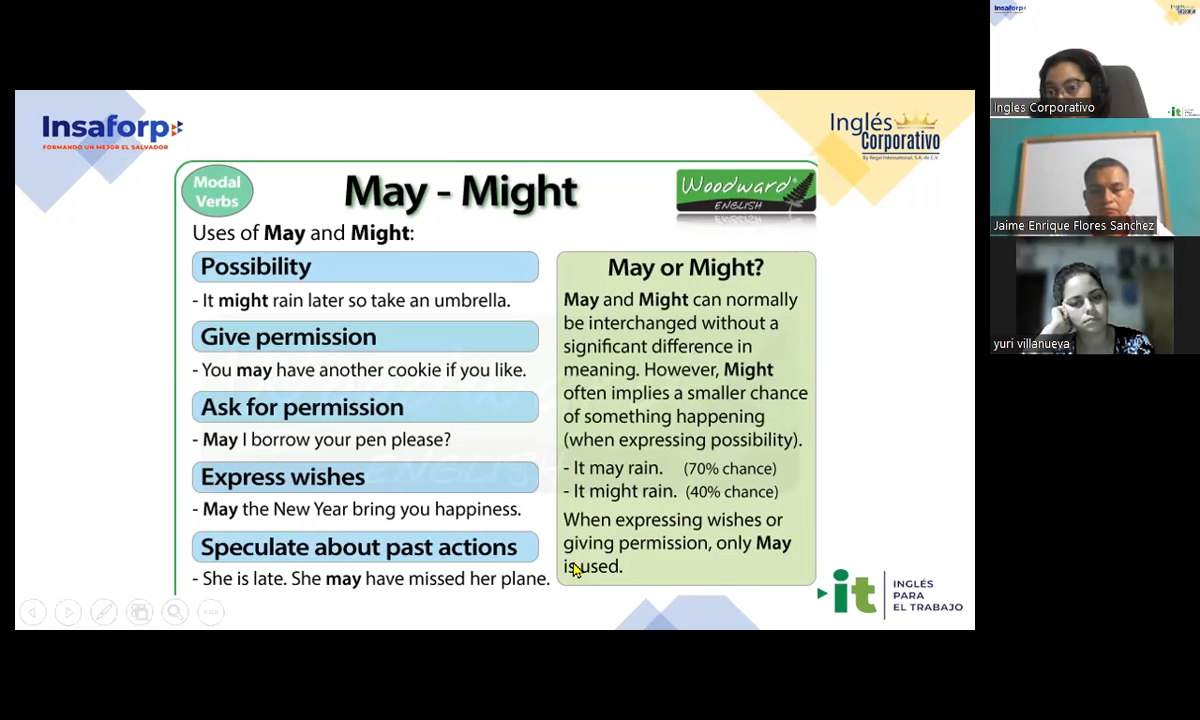 Insaforp
FORMANDO UN MEJOR EL SALVADOR
Inglés
Corporativo
By Regal International, S.A. de C.V.
Modal
Verbs
May - Might
Woodward®
ENGLISH
Uses of May and Might:
Possibility
- It might rain later so take an umbrella.
Give permission
- You may have another cookie if you like.
Ask for permission
- May I borrow your pen please?
Express wishes
- May the New Year bring you happiness.
Speculate about past actions
- She is late. She may have missed her plane.
May or Might?
May and Might can normally
be interchanged without a
significant difference in
meaning. However, Might
often implies a smaller chance
of something happening
(when expressing possibility).
- It may rain. (70% chance)
- It might rain. (40% chance)
When expressing wishes or
giving permission, only May
is used.
it
INGLÉS
PARA
EL TRABAJO
Insaforp
Ingles Corporativo
it
Jaime Enrique Flores Sanchez
yuri villanueva